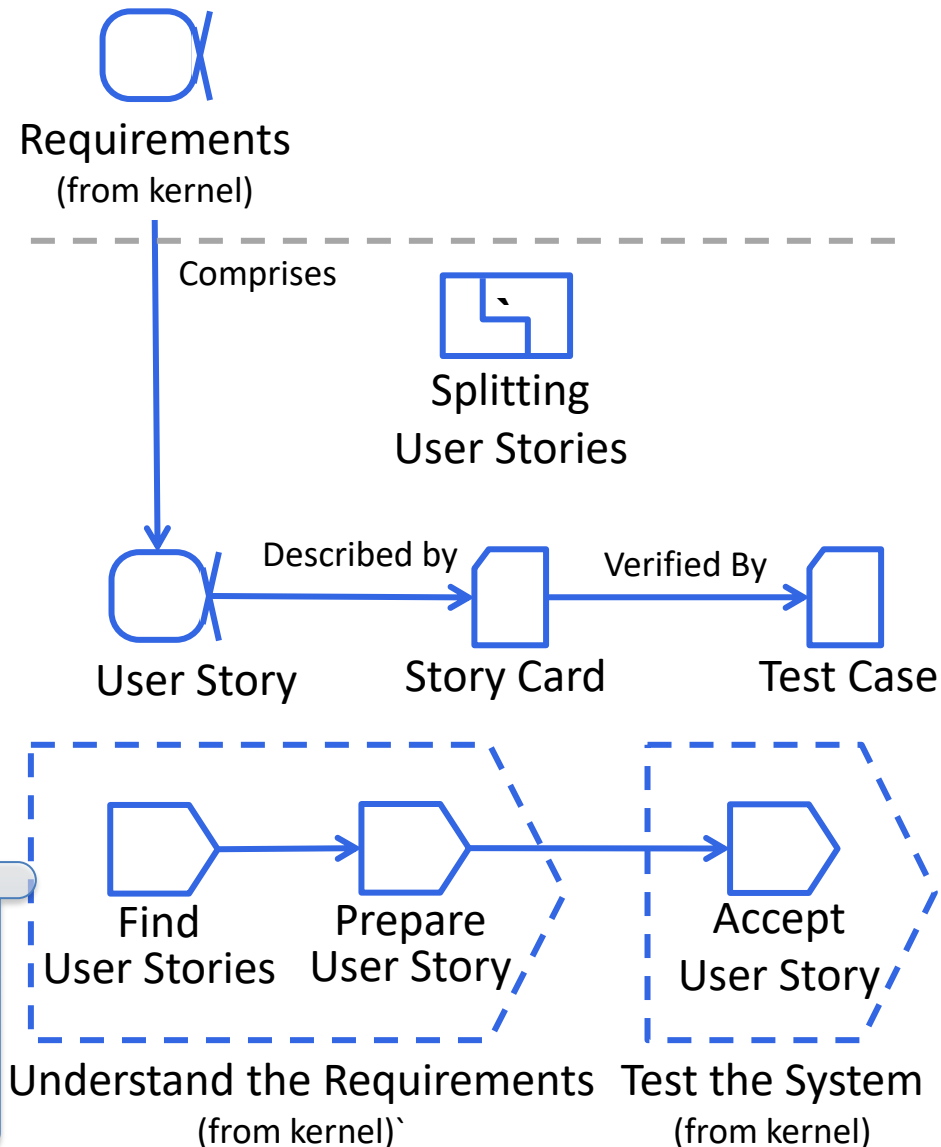 Requirements
(from kernel)
Comprises
`
Splitting
User Stories
Described by
Verified By
User Story
Story Card
Test Case
Find
User Stories
Prepare
User Story
Accept
User Story
Understand the Requirements
(from kernel)`
Test the System
(from kernel)